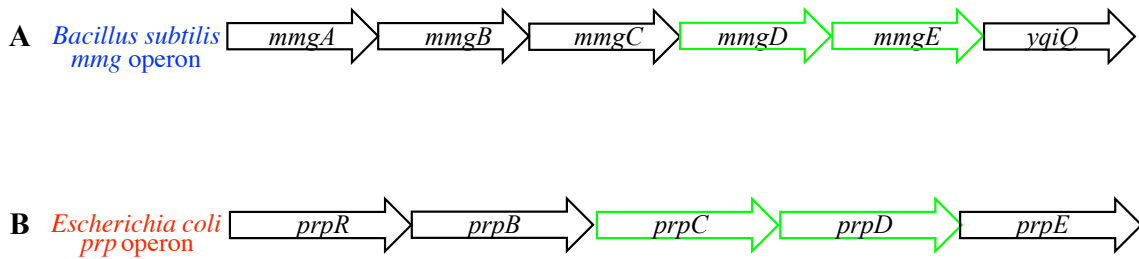 A Bacillus subtilis mmgA mmgB mmgC mmgD mmgE yqiQ
mmg operon
B Escherichia coli prpR prpB prpC prpD prpE
prp operon